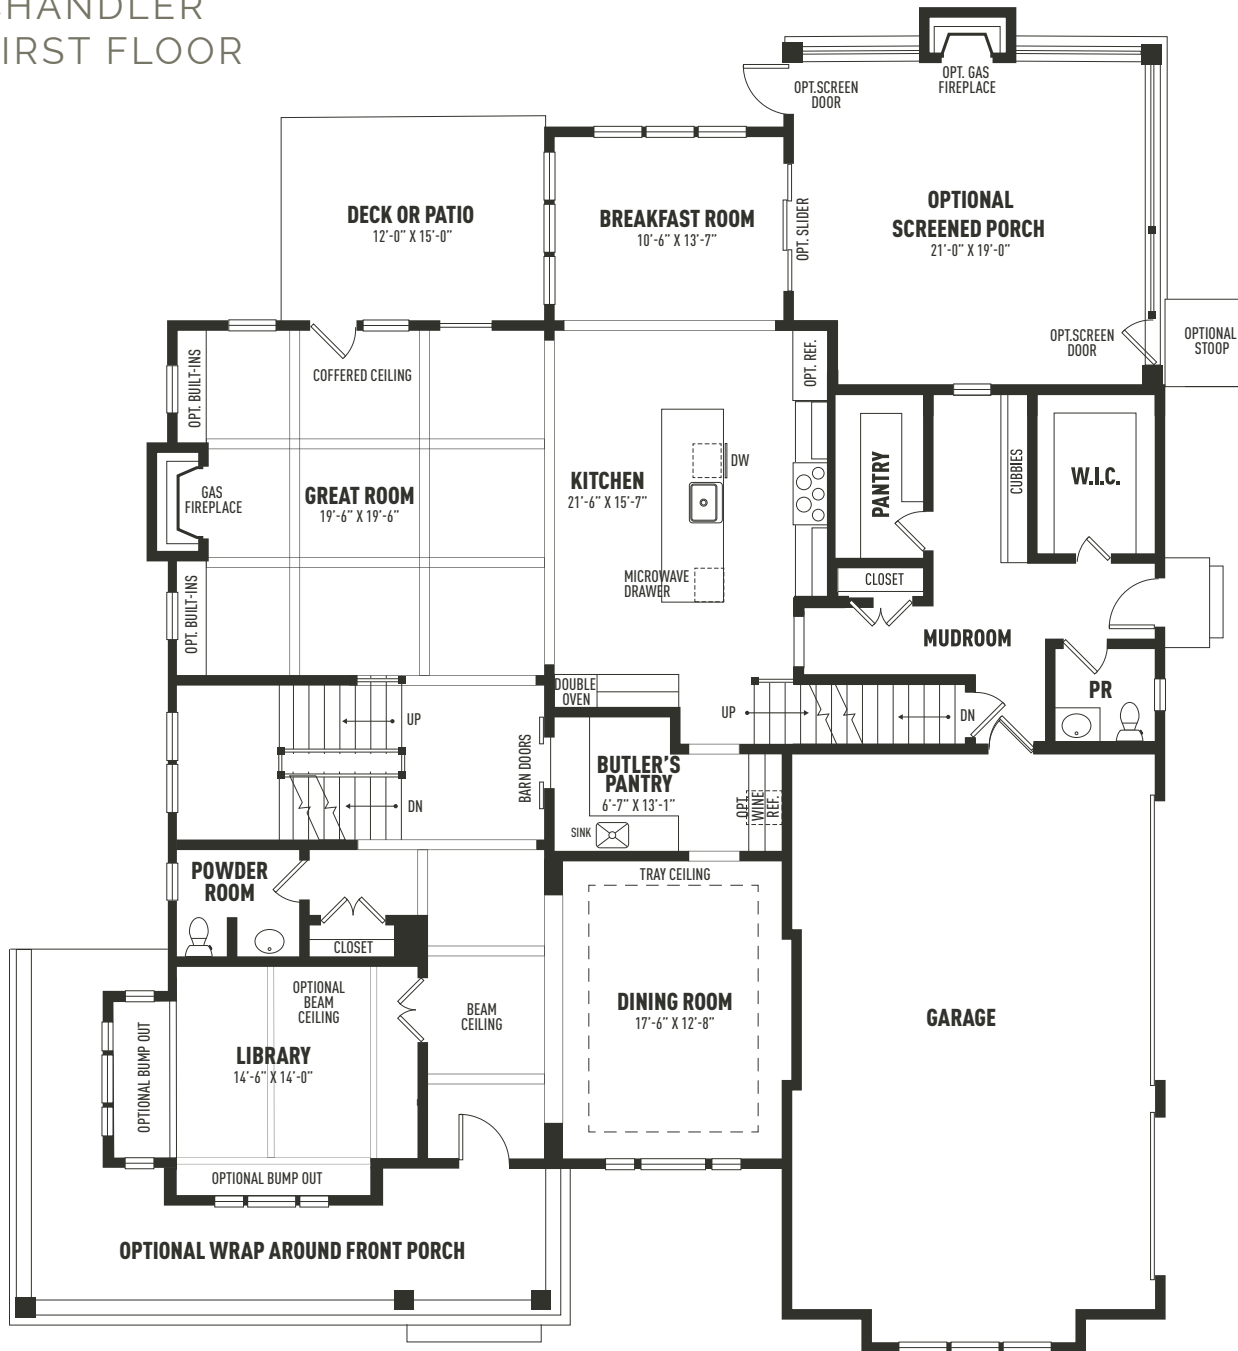 CHANDLER
FIRST FLOOR
OPT. GAS
FIREPLACE
OPT.SCREEN
DOOR
DECK OR PATIO
12'-0" X 15'-0"
BREAKFAST ROOM
10'-6" X 13'-7"
OPT. SLIDER
OPTIONAL
SCREENED PORCH
21'-0" X 19'-0"
OPT.SCREEN
DOOR
OPTIONAL
STOOP
OPT. BUILT-INS
COFFERED CEILING
OPT. REF.
GAS
FIREPLACE
GREAT ROOM
19'-6" X 19'-6"
KITCHEN
21'-6" X 15'-7"
DW
PANTRY
CUBBIES
W.I.C.
OPT. BUILT-INS
MICROWAVE
DRAWER
CLOSET
MUDROOM
DOUBLE
OVEN
PR
UP
UP
DN
BARN DOORS
BUTLER'S
PANTRY
6'-7" X 13'-1"
OPT.
WINE
REF.
DN
SINK
POWDER
ROOM
TRAY CEILING
CLOSET
OPTIONAL
BEAM
CEILING
BEAM
CEILING
DINING ROOM
17'-6" X 12'-8"
GARAGE
LIBRARY
14'-6" X 14'-0"
OPTIONAL BUMP OUT
OPTIONAL BUMP OUT
OPTIONAL WRAP AROUND FRONT PORCH